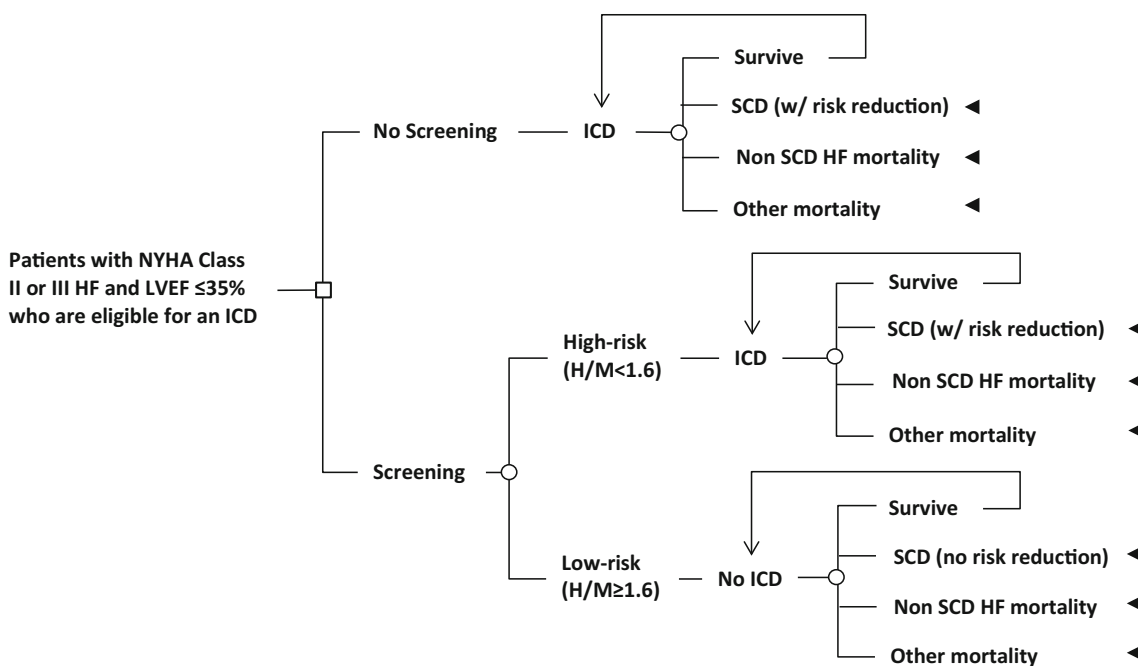 Patients with NYHA Class
II or III HF and LVEF ≤35%
who are eligible for an ICD
No Screening
ICD
Survive
SCD (w/ risk reduction)
Non SCD HF mortality
Other mortality
Screening
High-risk
(H/M<1.6)
ICD
Survive
SCD (w/ risk reduction)
Non SCD HF mortality
Other mortality
Low-risk
(H/M≥1.6)
No ICD
Survive
SCD (no risk reduction)
Non SCD HF mortality
Other mortality